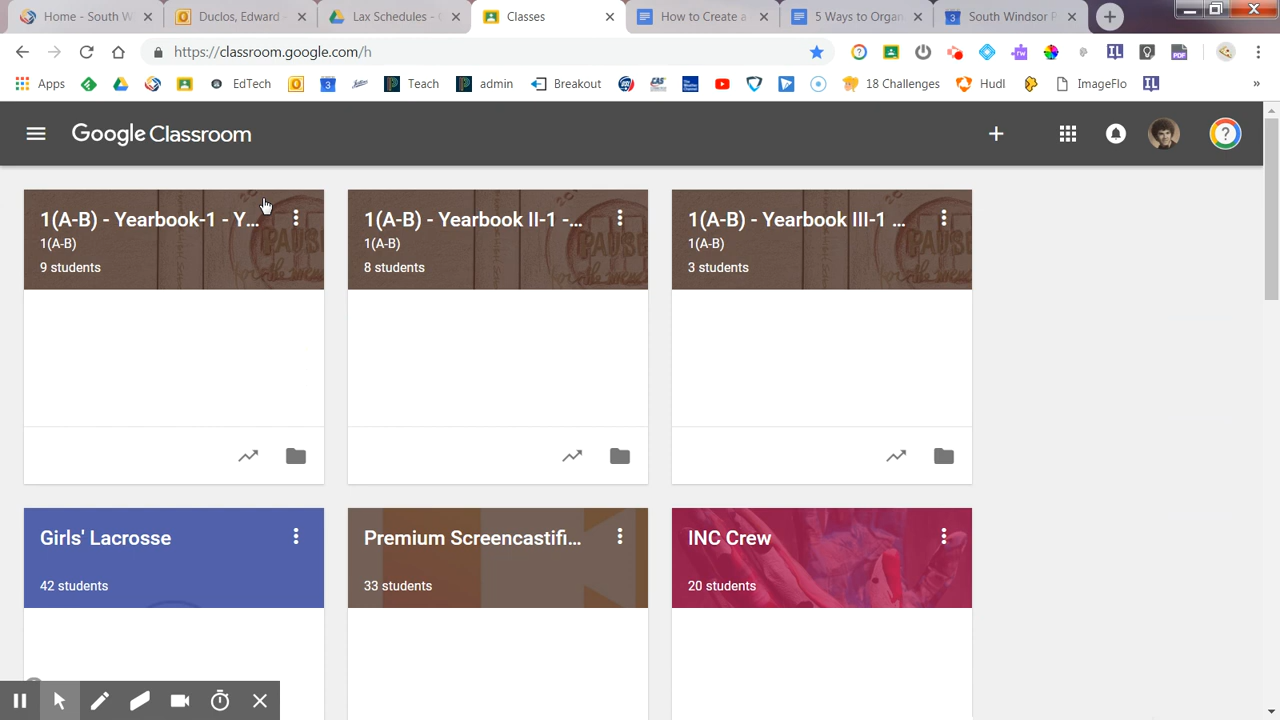 Home - South W
Duclos, Edward -
Lax Schedules -
Classes
How to Create a
5 Ways to Organ
South Windsor P
https://classroom.google.com/h
Apps
EdTech
Teach
admin
Breakout
18 Challenges
Hudl
ImageFlo
Google Classroom
1(A-B) - Yearbook-1 - Y...
1(A-B)
9 students
1(A-B) - Yearbook II-1 -...
1(A-B)
8 students
1(A-B) - Yearbook III-1 ...
1(A-B)
3 students
Girls' Lacrosse
42 students
Premium Screencastifi...
33 students
INC Crew
20 students